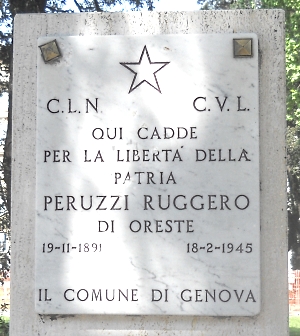 C.L.N. C.V.L.
QUI CADDE
PER LA LIBERTA' DELLA
PATRIA
PERUZZI RUGGERO
DI ORESTE
19-11-1891 18-2-1945
IL COMUNE DI GENOVA